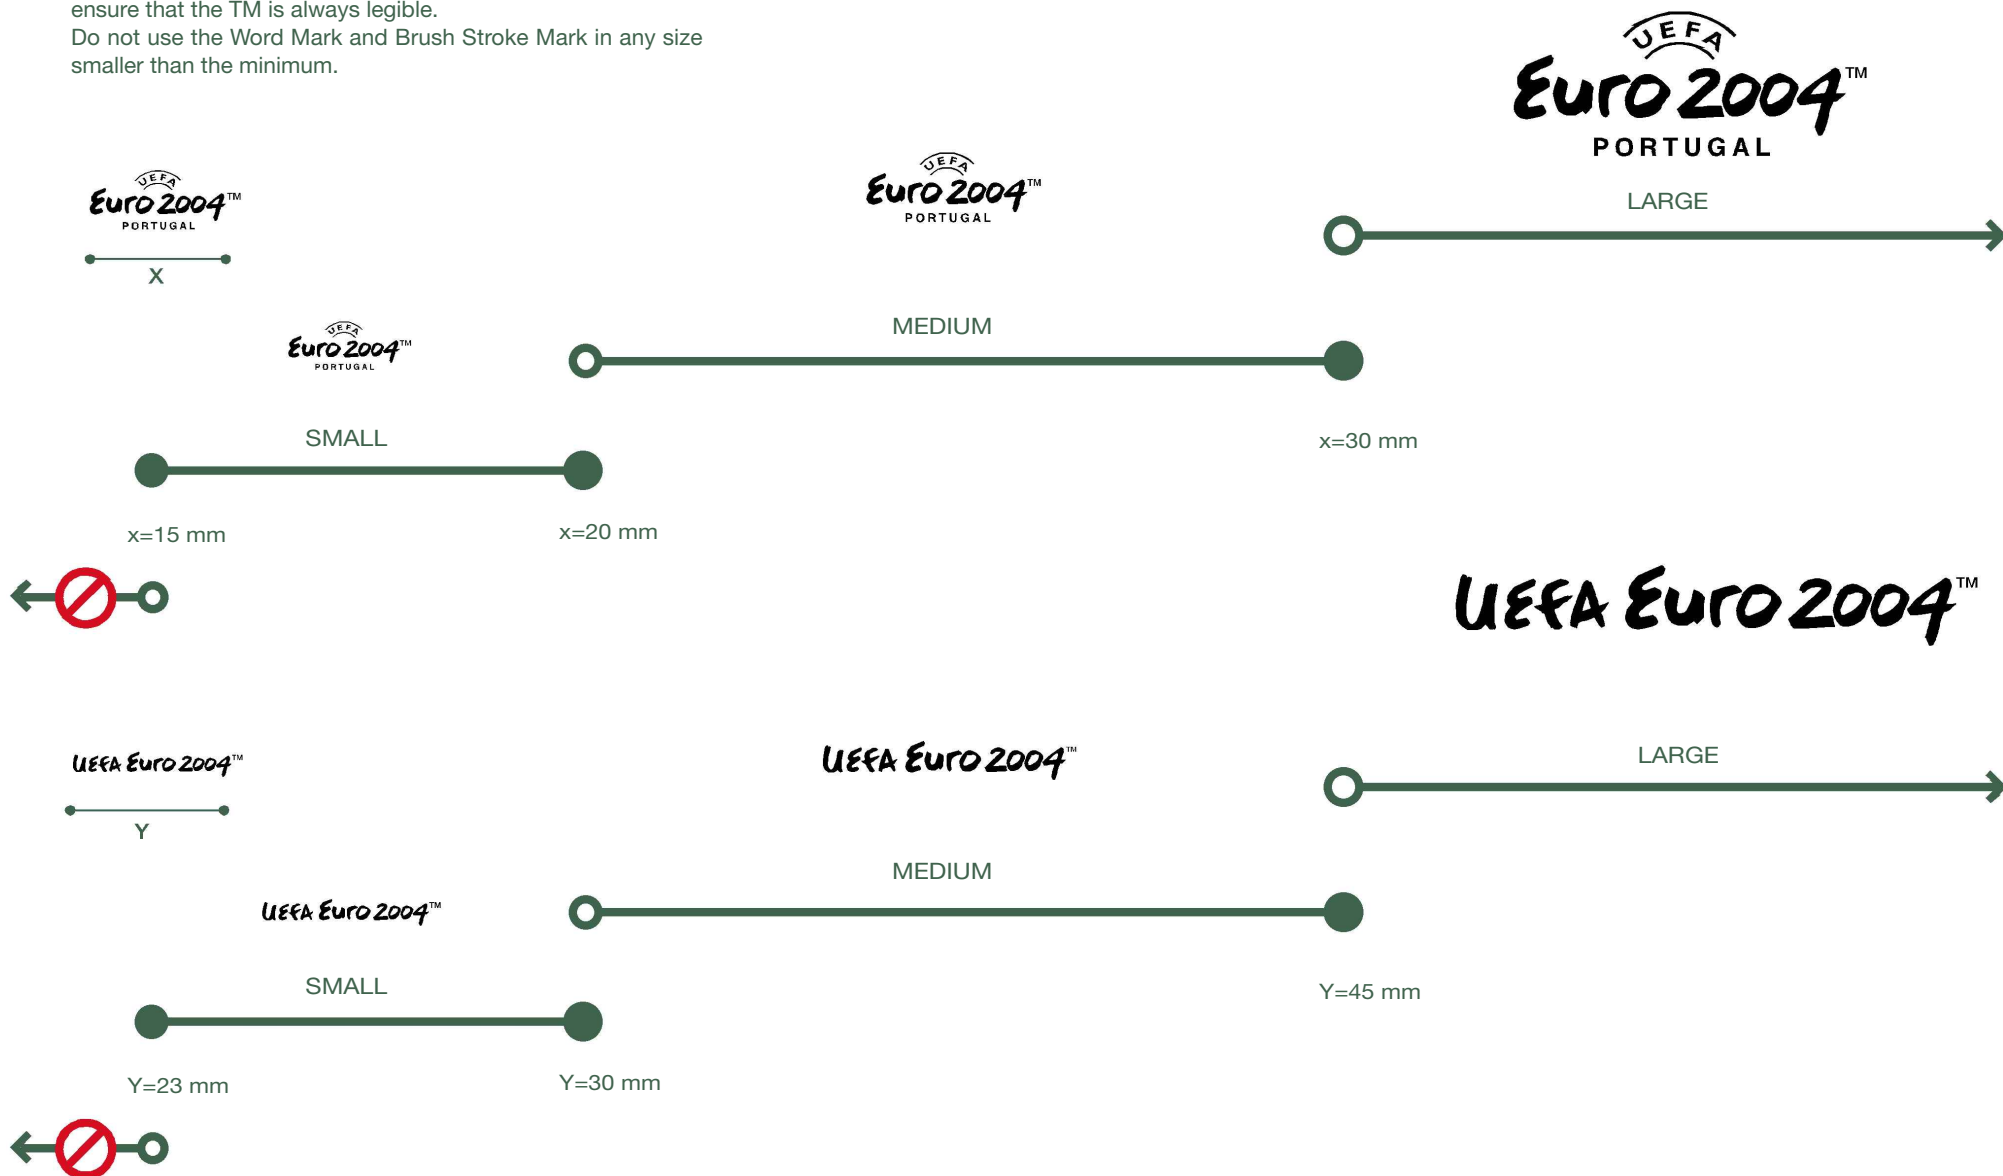 ensure that the TM is always legible.
Do not use the Word Mark and Brush Stroke Mark in any size
smaller than the minimum.
UEFA
Euro 2004™
PORTUGAL
LARGE
UEFA
Euro 2004™
PORTUGAL
X
UEFA
Euro 2004™
PORTUGAL
MEDIUM
UEFA
Euro 2004™
PORTUGAL
SMALL
x=15 mm
x=20 mm
x=30 mm
UEFA Euro 2004™
LARGE
UEFA Euro 2004™
Y
UEFA Euro 2004™
MEDIUM
UEFA Euro 2004™
SMALL
Y=23 mm
Y=30 mm
Y=45 mm